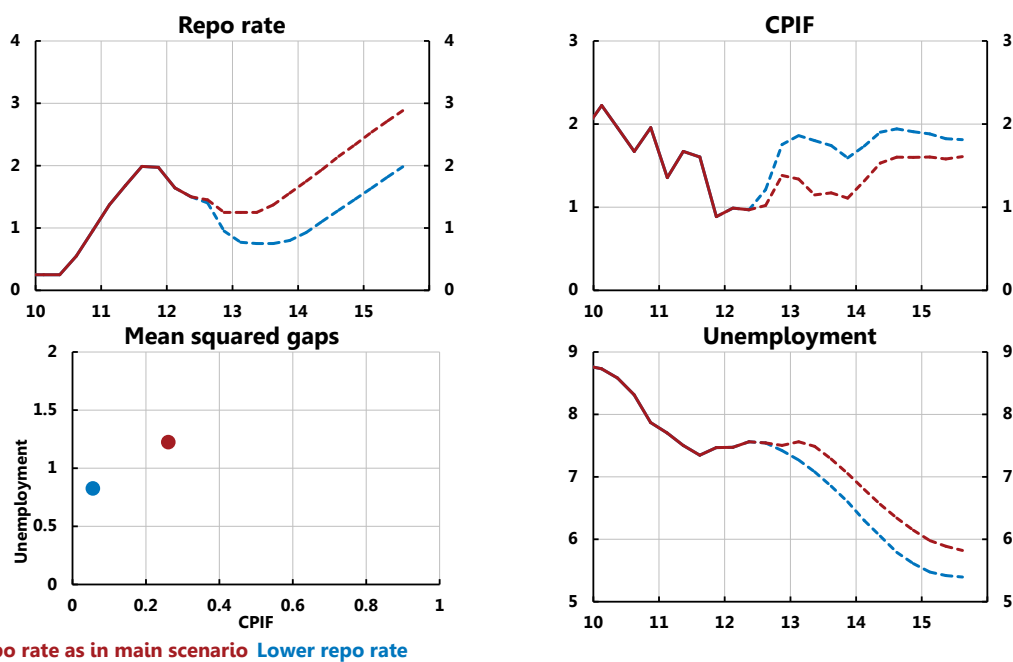 Repo rate
4 4
3 3
2 2
1 1
0 0
10 11 12 13 14 15
CPIF
3 3
2 2
1 1
0 0
10 11 12 13 14 15
Mean squared gaps
2
1.5
1
0.5
0
Unemployment
0 0.2 0.4 0.6 0.8 1
CPIF
Unemployment
9 9
8 8
7 7
6 6
5 5
10 11 12 13 14 15
rate as in main scenario Lower repo rate